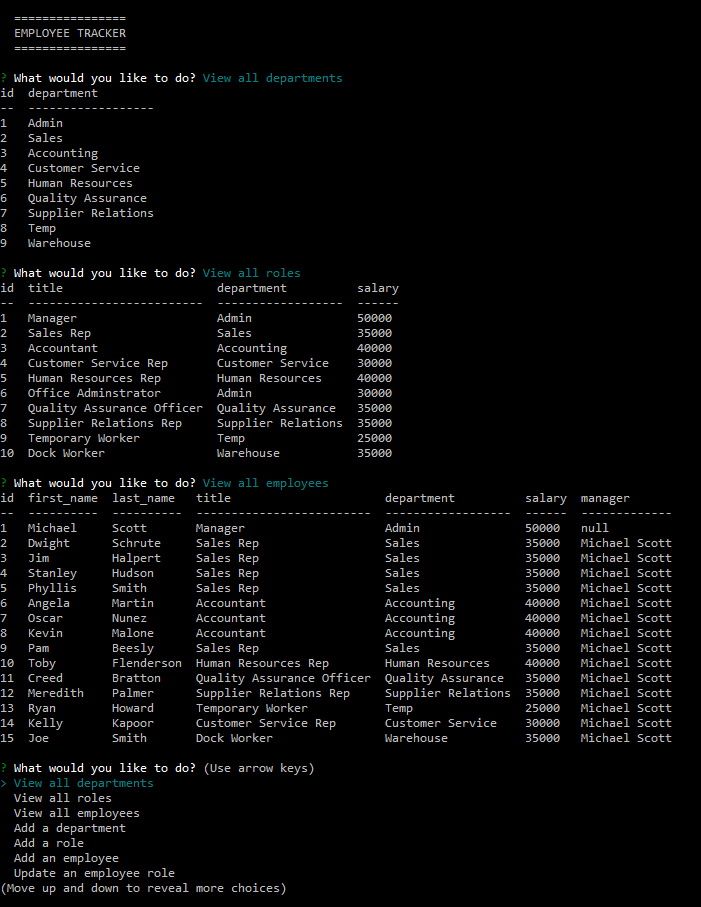 ================
EMPLOYEE TRACKER
================
? What would you like to do? View all departments
id  department
--  ------------------
1   Admin
2   Sales
3   Accounting
4   Customer Service
5   Human Resources
6   Quality Assurance
7   Supplier Relations
8   Temp
9   Warehouse
? What would you like to do? View all roles
id  title                      department          salary
--  -------------------------  ------------------  ------
1   Manager                    Admin               50000
2   Sales Rep                  Sales               35000
3   Accountant                 Accounting          40000
4   Customer Service Rep       Customer Service    30000
5   Human Resources Rep        Human Resources     40000
6   Office Adminstrator        Admin               30000
7   Quality Assurance Officer  Quality Assurance   35000
8   Supplier Relations Rep     Supplier Relations  35000
9   Temporary Worker           Temp                25000
10  Dock Worker                Warehouse           35000
? What would you like to do? View all employees
id  first_name  last_name  title                      department          salary  manager
--  ----------  ----------  -------------------------  ------------------  ------  -------------
1   Michael     Scott       Manager                    Admin               50000   null
2   Dwight      Schrute     Sales Rep                  Sales               35000   Michael Scott
3   Jim         Halpert     Sales Rep                  Sales               35000   Michael Scott
4   Stanley     Hudson      Sales Rep                  Sales               35000   Michael Scott
5   Phyllis     Smith       Sales Rep                  Sales               35000   Michael Scott
6   Angela      Martin      Accountant                 Accounting          40000   Michael Scott
7   Oscar       Nunez       Accountant                 Accounting          40000   Michael Scott
8   Kevin       Malone      Accountant                 Accounting          40000   Michael Scott
9   Pam         Beesly      Sales Rep                  Sales               35000   Michael Scott
10  Toby        Flenderson  Human Resources Rep        Human Resources     40000   Michael Scott
11  Creed       Bratton     Quality Assurance Officer  Quality Assurance   35000   Michael Scott
12  Meredith    Palmer      Supplier Relations Rep     Supplier Relations  35000   Michael Scott
13  Ryan        Howard      Temporary Worker           Temp                25000   Michael Scott
14  Kelly       Kapoor      Customer Service Rep       Customer Service    30000   Michael Scott
15  Joe         Smith       Dock Worker                Warehouse           35000   Michael Scott
? What would you like to do? (Use arrow keys)
> View all departments
  View all roles
  View all employees
  Add a department
  Add a role
  Add an employee
  Update an employee role
(Move up and down to reveal more choices)